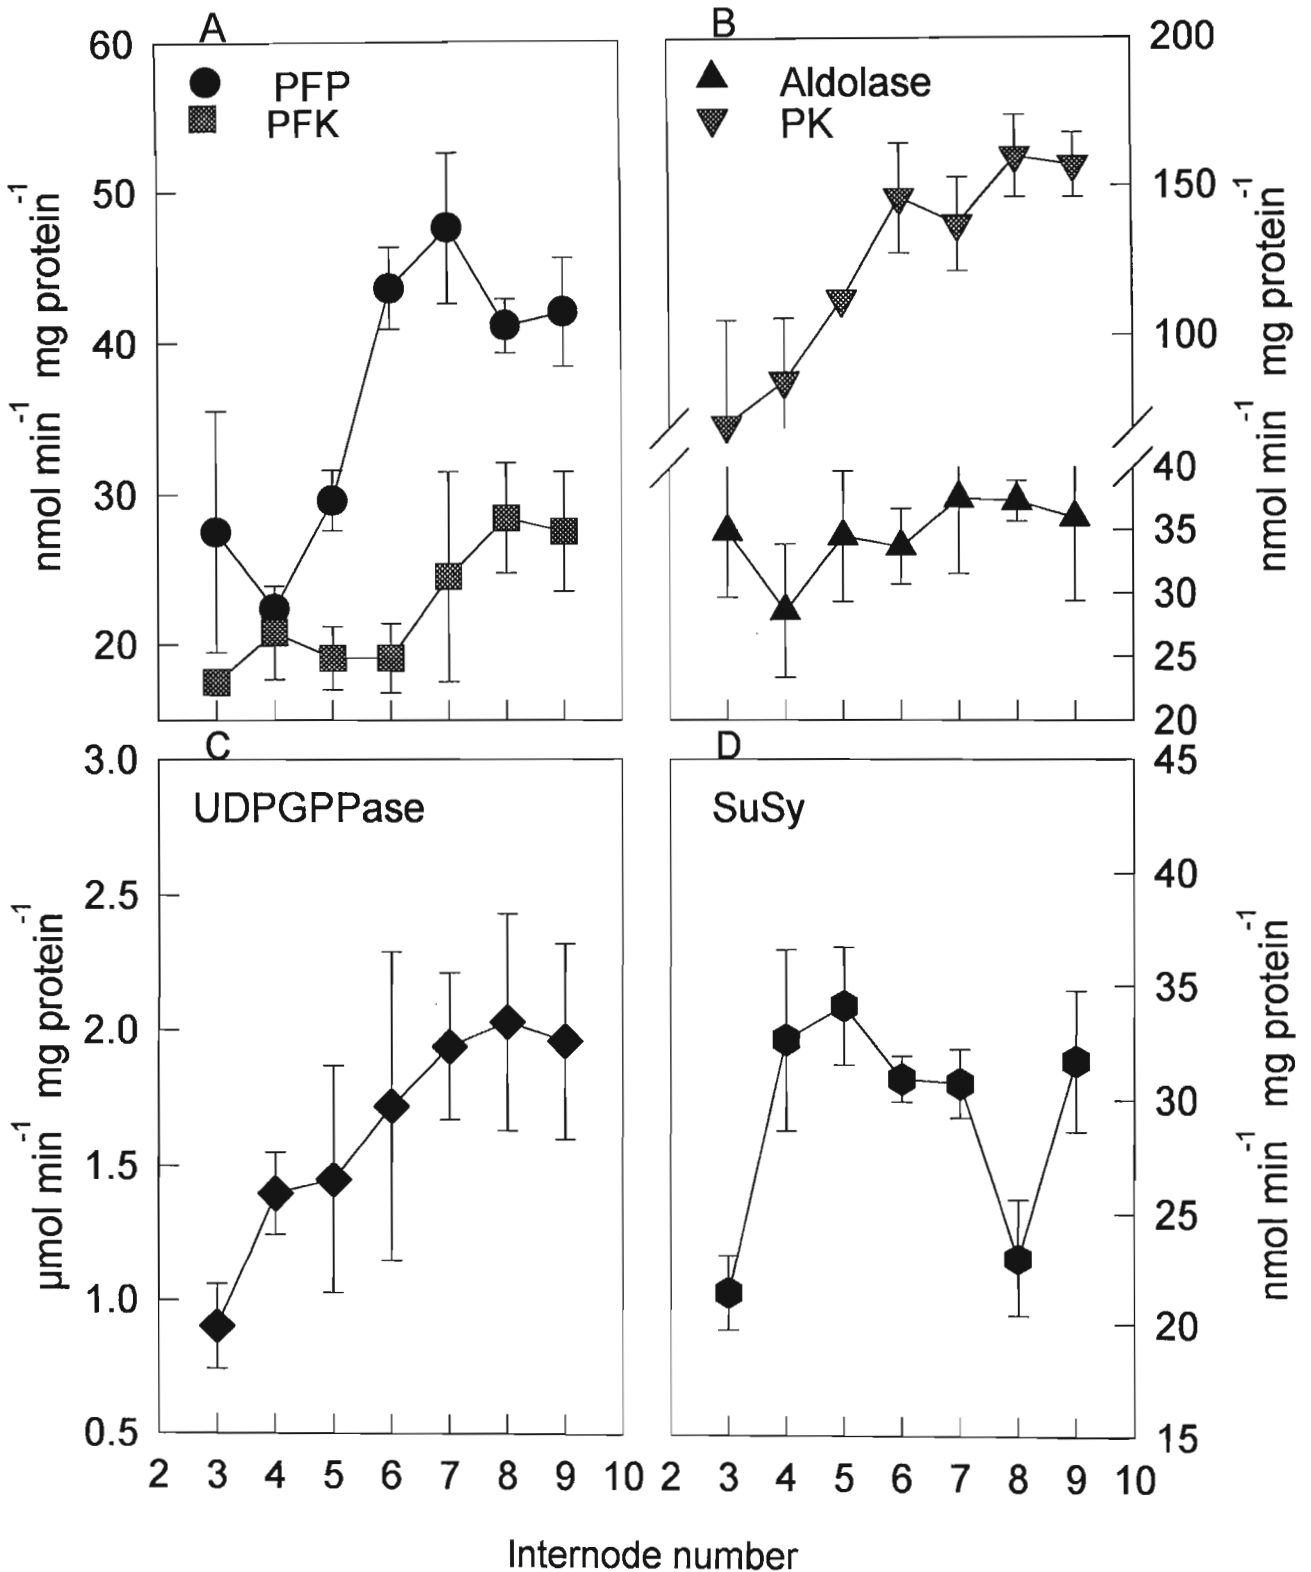 A
60
50
40
30
20
PFP
PFK
nmol min⁻¹ mg protein⁻¹
B
200
150
100
40
35
30
25
20
Aldolase
PK
nmol min⁻¹ mg protein⁻¹
C
3.0
2.5
2.0
1.5
1.0
0.5
UDPGPPase
µmol min⁻¹ mg protein⁻¹
2 3 4 5 6 7 8 9 10
D
45
40
35
30
25
20
15
SuSy
nmol min⁻¹ mg protein⁻¹
2 3 4 5 6 7 8 9 10
Internode number